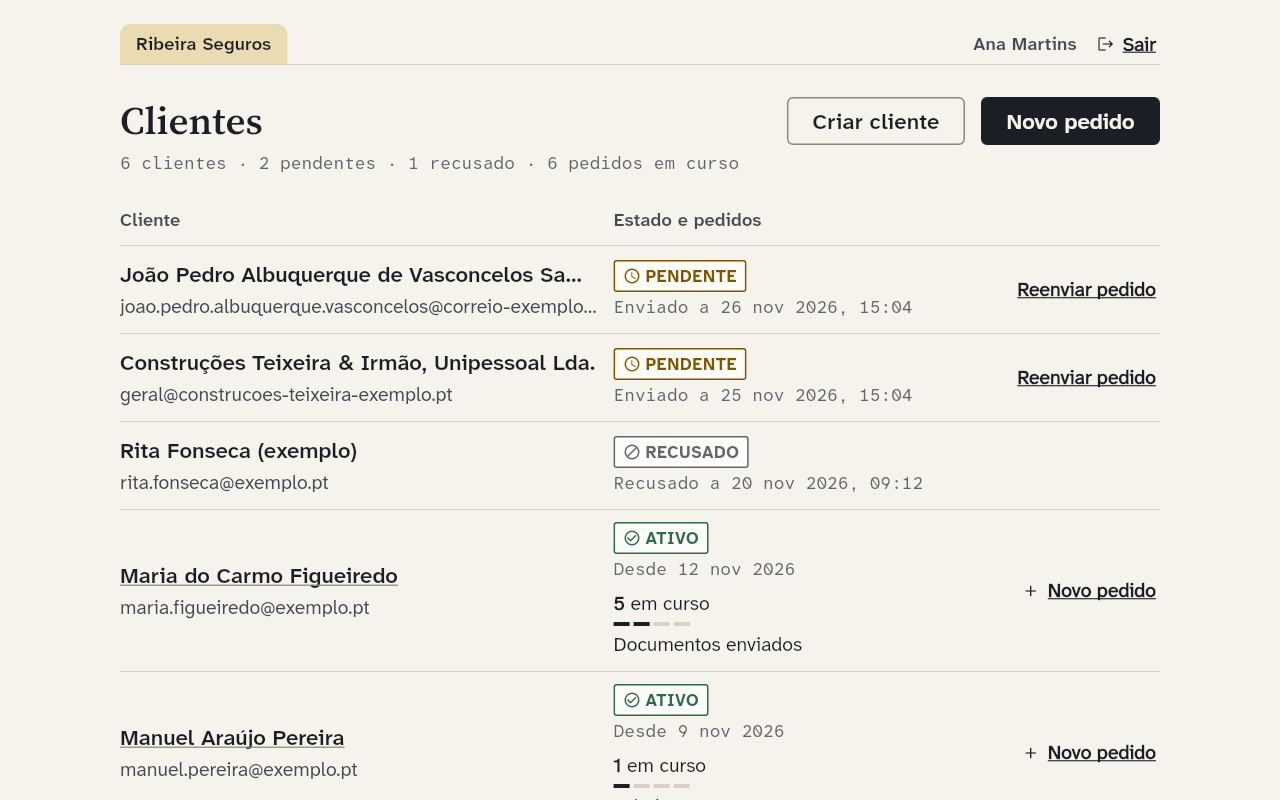 Ribeira Seguros
Ana Martins
Sair
Clientes
Criar cliente
Novo pedido
6 clientes · 2 pendentes · 1 recusado · 6 pedidos em curso
Cliente
Estado e pedidos
João Pedro Albuquerque de Vasconcelos Sa…
joao.pedro.albuquerque.vasconcelos@correio-exemplo…
PENDENTE
Enviado a 26 nov 2026, 15:04
Reenviar pedido
Construções Teixeira & Irmão, Unipessoal Lda.
geral@construcoes-teixeira-exemplo.pt
PENDENTE
Enviado a 25 nov 2026, 15:04
Reenviar pedido
Rita Fonseca (exemplo)
rita.fonseca@exemplo.pt
RECUSADO
Recusado a 20 nov 2026, 09:12
Maria do Carmo Figueiredo
maria.figueiredo@exemplo.pt
ATIVO
Desde 12 nov 2026
5 em curso
Documentos enviados
+ Novo pedido
Manuel Araújo Pereira
manuel.pereira@exemplo.pt
ATIVO
Desde 9 nov 2026
1 em curso
+ Novo pedido